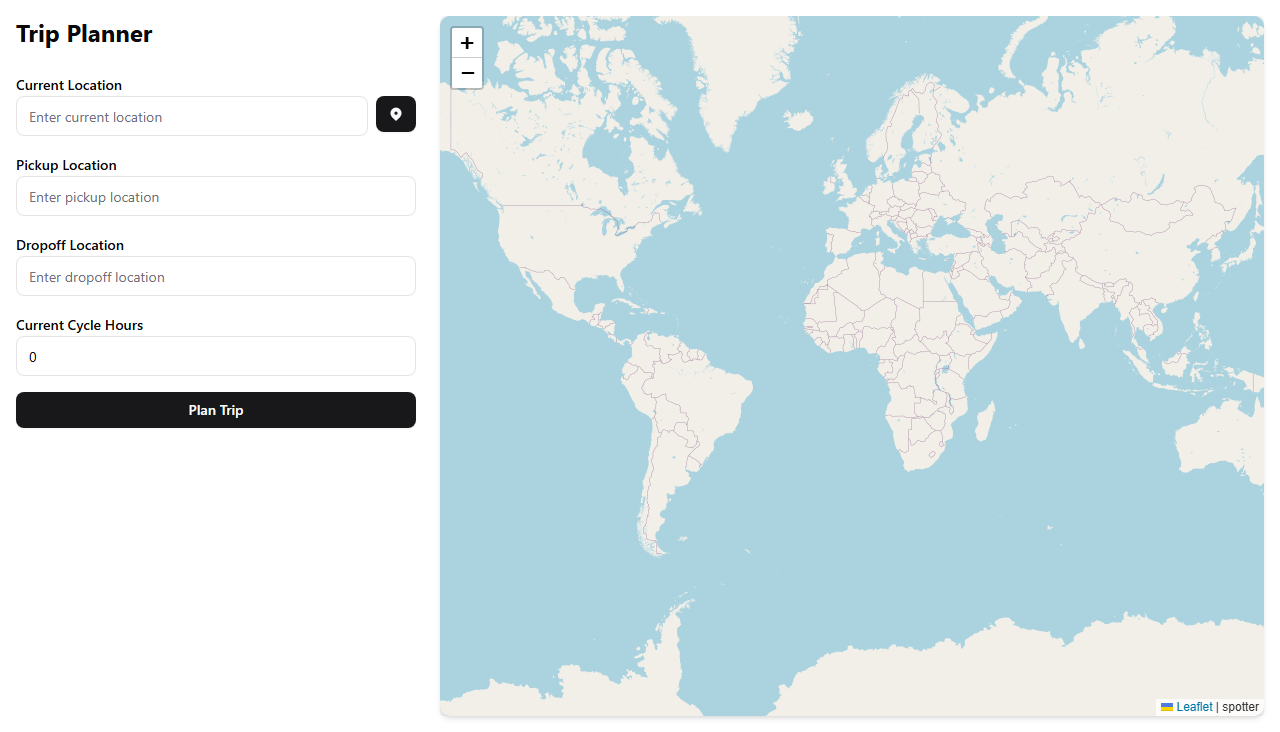 Trip Planner
Current Location
Enter current location
Pickup Location
Enter pickup location
Dropoff Location
Enter dropoff location
Current Cycle Hours
0
Plan Trip
+
−
Leaflet | spotter